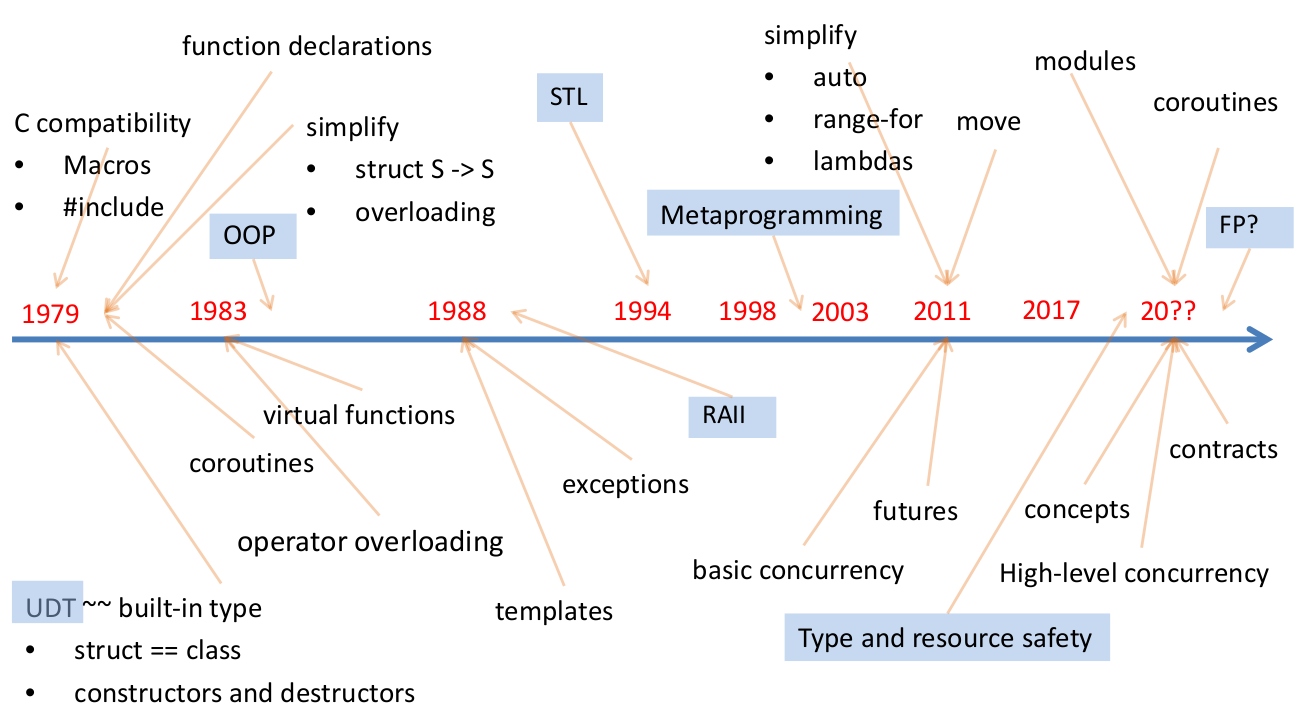 function declarations
C compatibility
• Macros
• #include
simplify
• struct S -> S
• overloading
OOP
STL
simplify
• auto
• range-for
• lambdas
move
Metaprogramming
modules
coroutines
FP?
1979 1983 1988 1994 1998 2003 2011 2017 20??
virtual functions
coroutines
operator overloading
UDT ~~ built-in type
• struct == class
• constructors and destructors
RAII
exceptions
templates
futures
basic concurrency
contracts
concepts
High-level concurrency
Type and resource safety